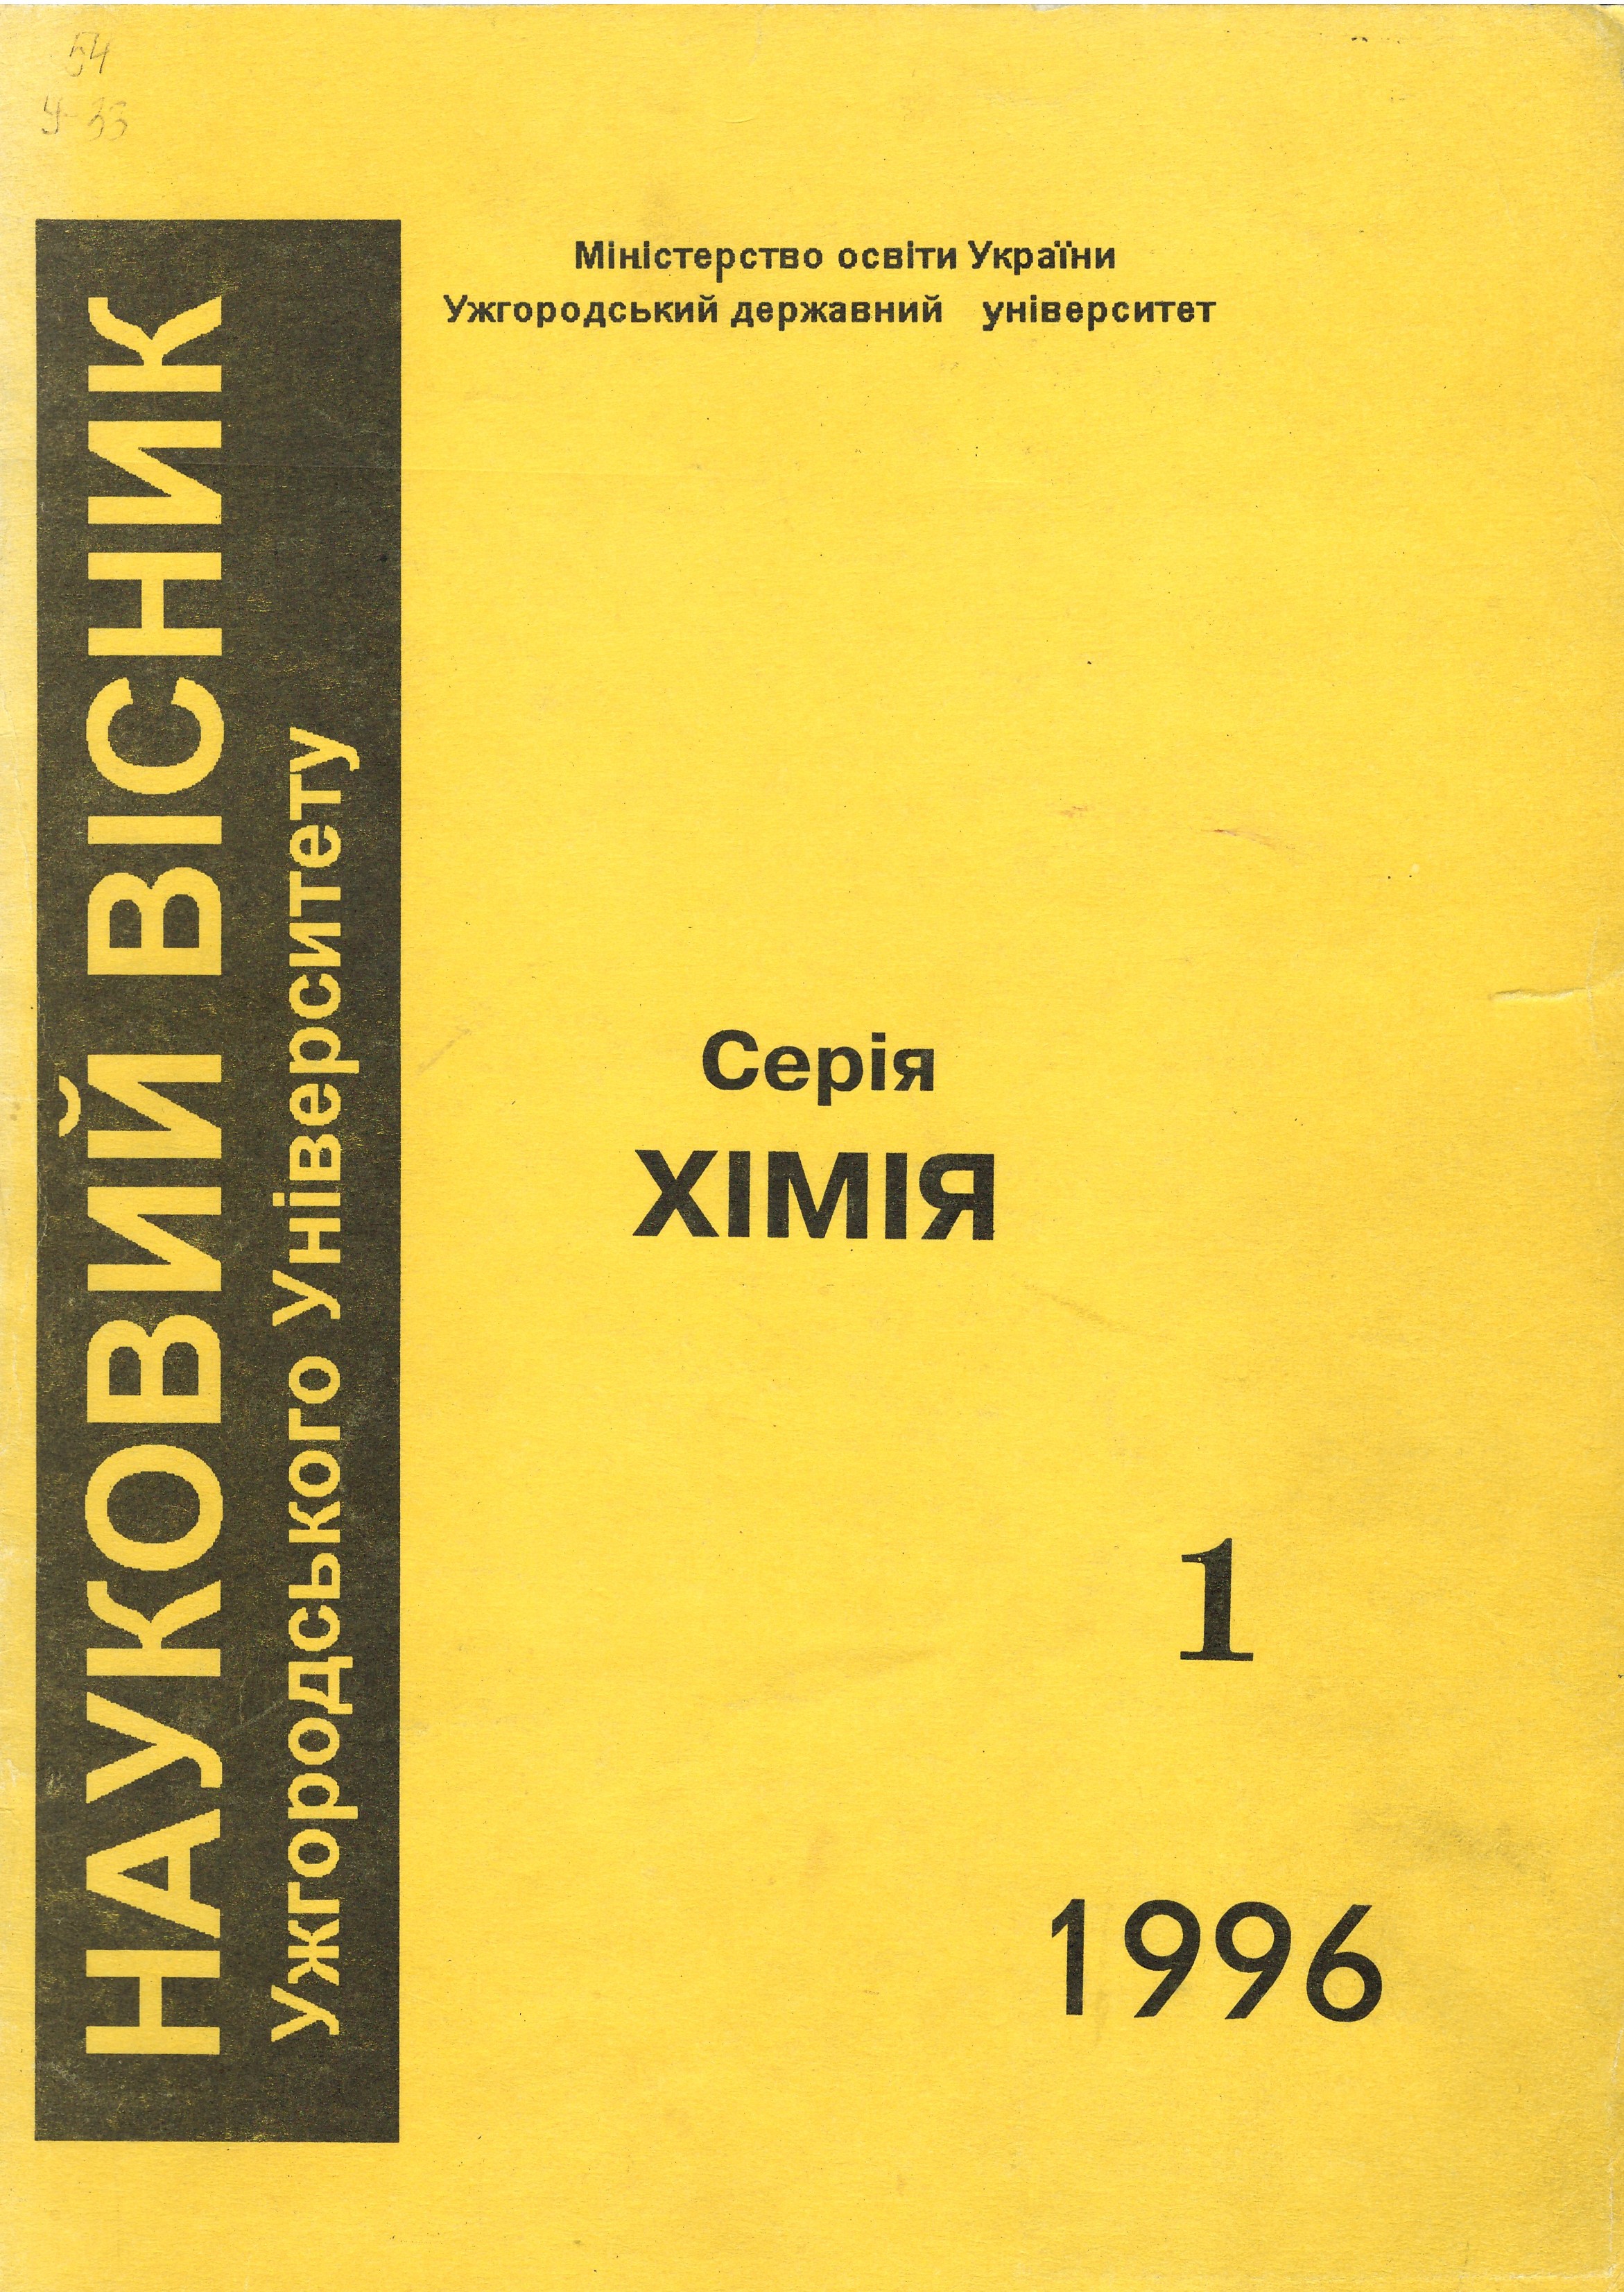 54
У-33
Міністерство освіти України
Ужгородський державний університет
НАУКОВИЙ ВІСНИК
Ужгородського Університету
Серія
ХІМІЯ
1
1996